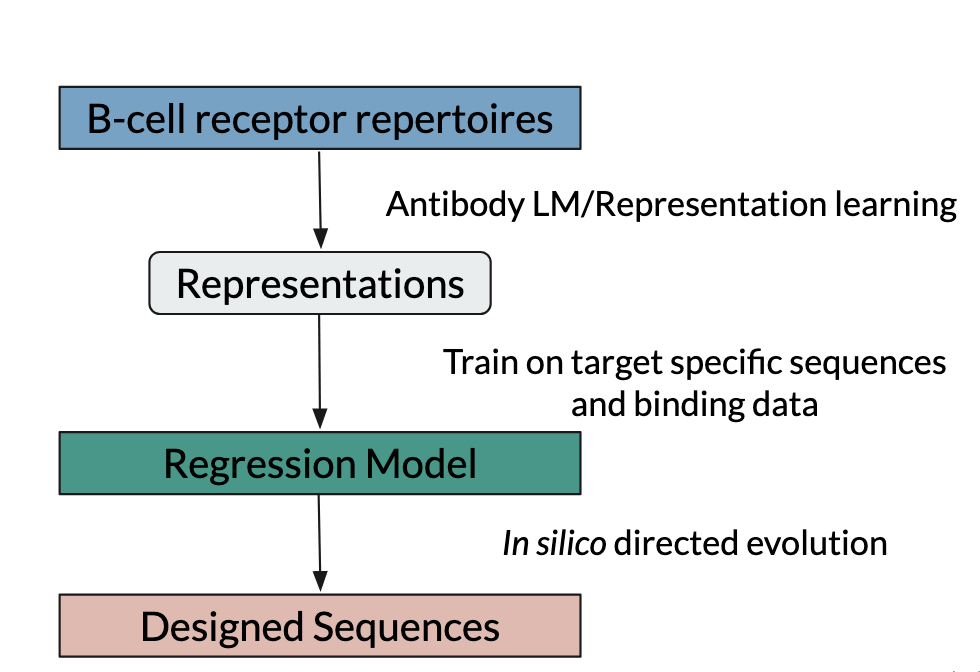 B-cell receptor repertoires
Antibody LM/Representation learning
Representations
Train on target specific sequences
and binding data
Regression Model
In silico directed evolution
Designed Sequences